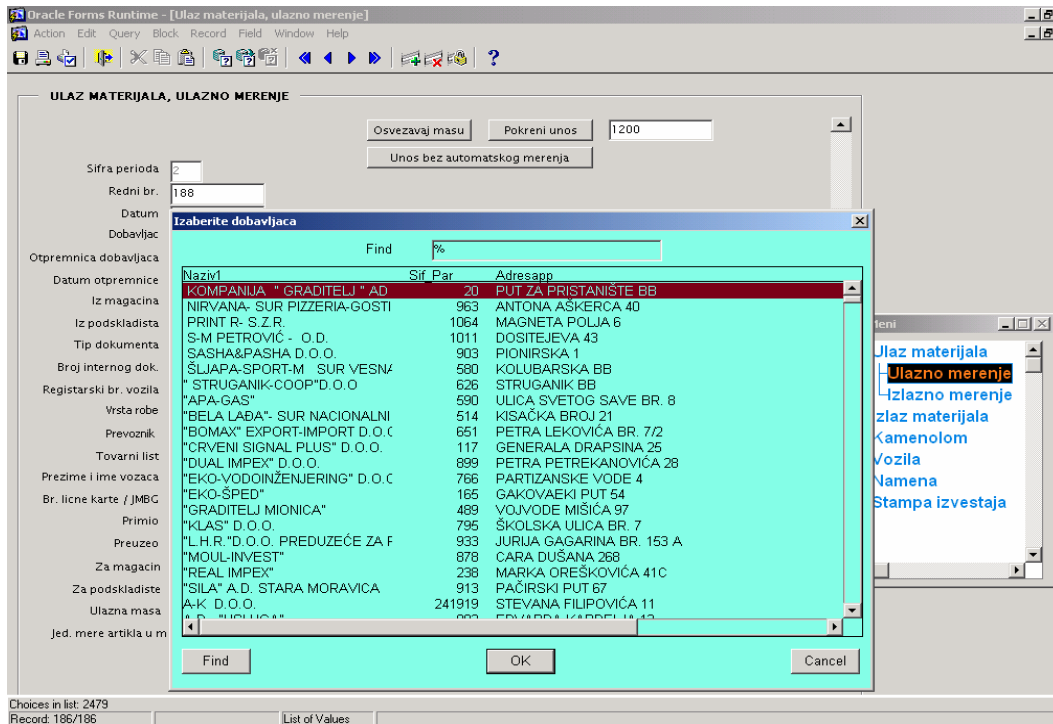 Oracle Forms Runtime - [Ulaz materijala, ulazno merenje]
Action Edit Query Block Record Field Window Help
ULAZ MATERIJALA, ULAZNO MERENJE
Osvezavaj masu Pokreni unos 1200
Unos bez automatskog merenja
Sifra perioda 2
Redni br. 188
Datum
Dobavljac
Otpremnica dobavljaca
Datum otpremnice
Iz magacina
Iz podskladista
Tip dokumenta
Broj internog dok.
Registarski br. vozila
Vrsta robe
Prevoznik
Tovarni list
Prezime i ime vozaca
Br. licne karte / JMBG
Primio
Preuzeo
Za magacin
Za podskladiste
Ulazna masa
Jed. mere artikla u m
Izaberite dobavljaca
Find %
Naziv1 Sif_Par Adresapp
KOMPANIJA " GRADITELJ " AD 20 PUT ZA PRISTANIŠTE BB
NIRVANA- SUR PIZZERIA-GOSTI 963 ANTONA AŠKERCA 40
PRINT R- S.Z.R. 1064 MAGNETA POLJA 6
S-M PETROVIĆ - O.D. 1011 DOSITEJEVA 43
SASHA&PASHA D.O.O. 903 PIONIRSKA 1
ŠLJAPA-SPORT-M SUR VESNA 580 KOLUBARSKA BB
" STRUGANIK-COOP"D.O.O 626 STRUGANIK BB
"APA-GAS" 590 ULICA SVETOG SAVE BR. 8
"BELA LAĐA"- SUR NACIONALNI 514 KISAČKA BROJ 21
"BOMAX" EXPORT-IMPORT D.O.O 651 PETRA LEKOVIĆA BR. 7/2
"CRVENI SIGNAL PLUS" D.O.O. 117 GENERALA DRAPSINA 25
"DUAL IMPEX" D.O.O. 899 PETRA PETREKANOVIĆA 28
"EKO-VODOINŽENJERING" D.O.O 766 PARTIZANSKE VODE 4
"EKO-ŠPED" 165 GAKOVAEKI PUT 54
"GRADITELJ MIONICA" 489 VOJVODE MIŠIĆA 97
"KLAS" D.O.O. 795 ŠKOLSKA ULICA BR. 7
"L.H.R."D.O.O. PREDUZEĆE ZA P 933 JURIJA GAGARINA BR. 153 A
"MOUL-INVEST" 878 CARA DUŠANA 268
"REAL IMPEX" 238 MARKA OREŠKOVIĆA 41C
"SILA" A.D. STARA MORAVICA 913 PAČIRSKI PUT 67
A-K D.O.O. 241919 STEVANA FILIPOVIĆA 11
Find OK Cancel
Meni
Ulaz materijala
Ulazno merenje
Izlazno merenje
Izlaz materijala
Kamenolom
Vozila
Namena
Stampa izvestaja
Choices in list: 2479
Record: 186/186 List of Values